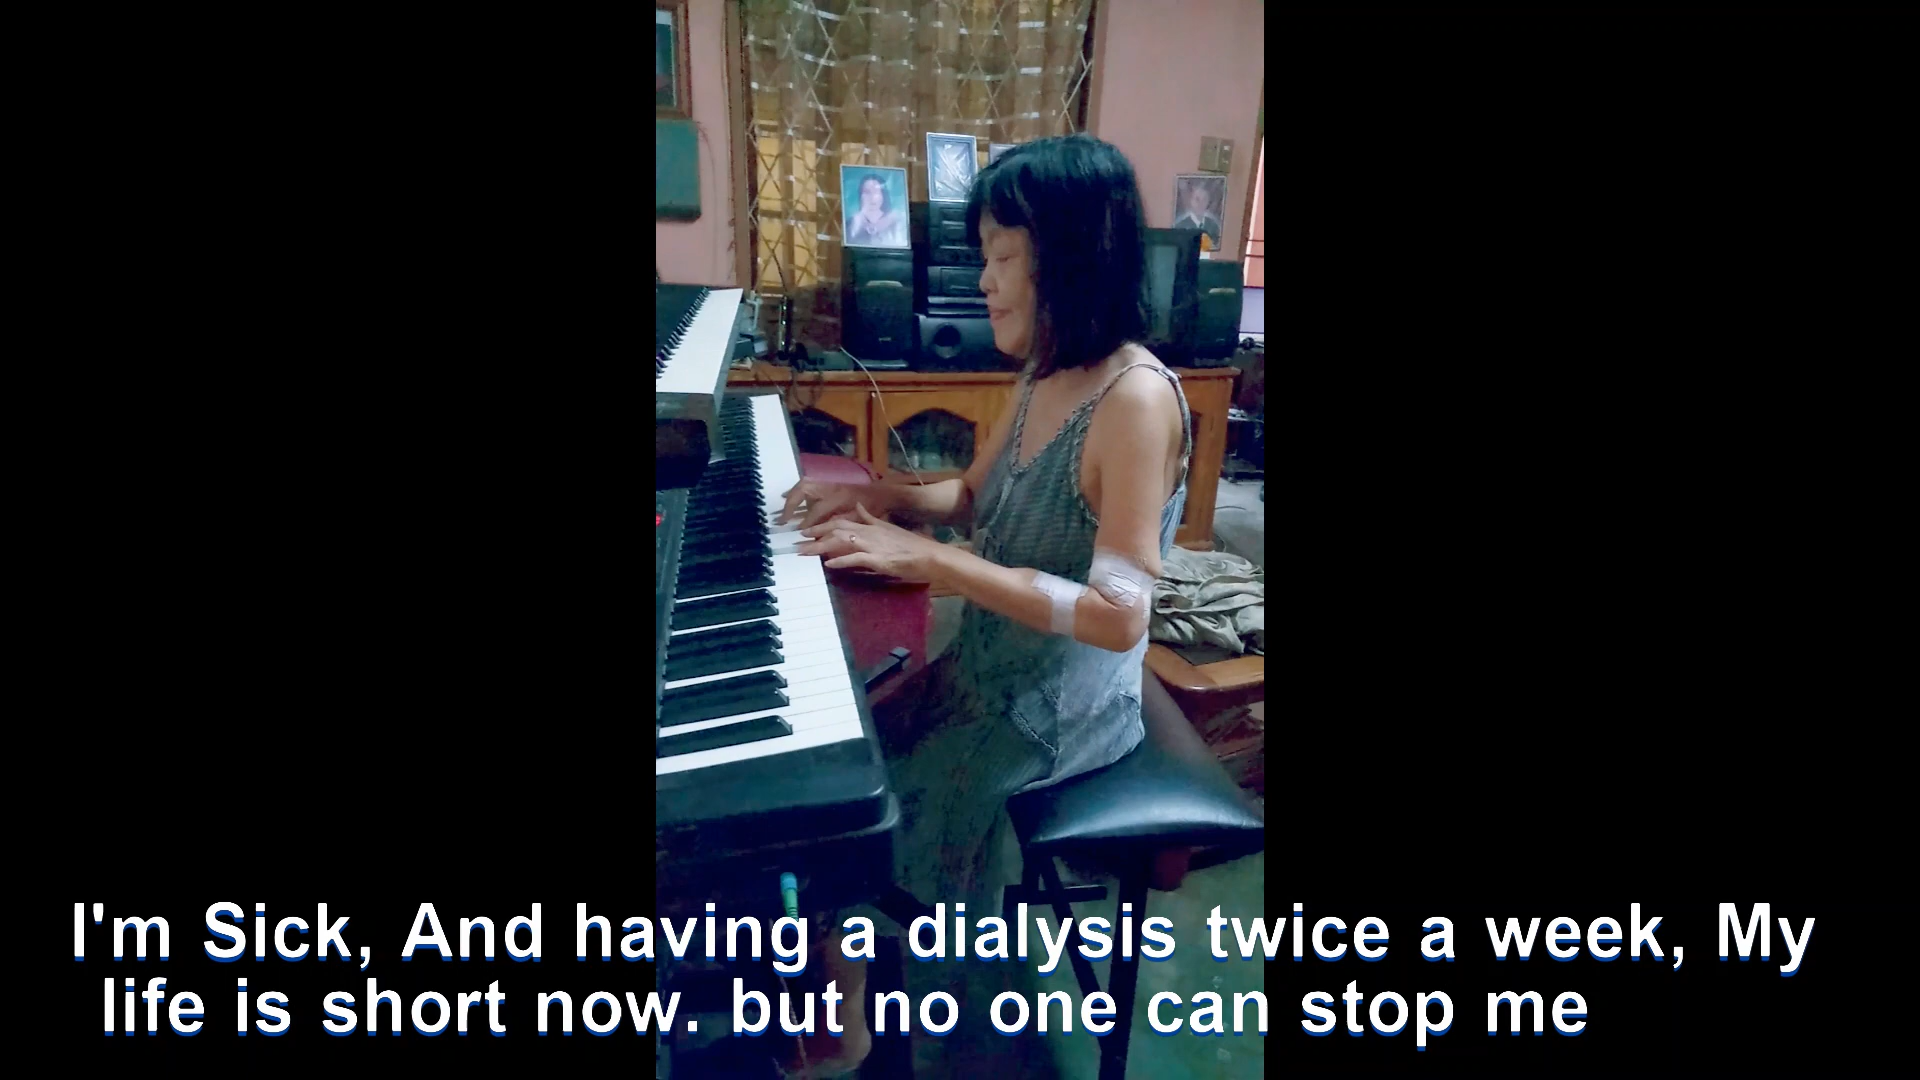 I'm Sick, And having a dialysis twice a week, My
life is short now. but no one can stop me